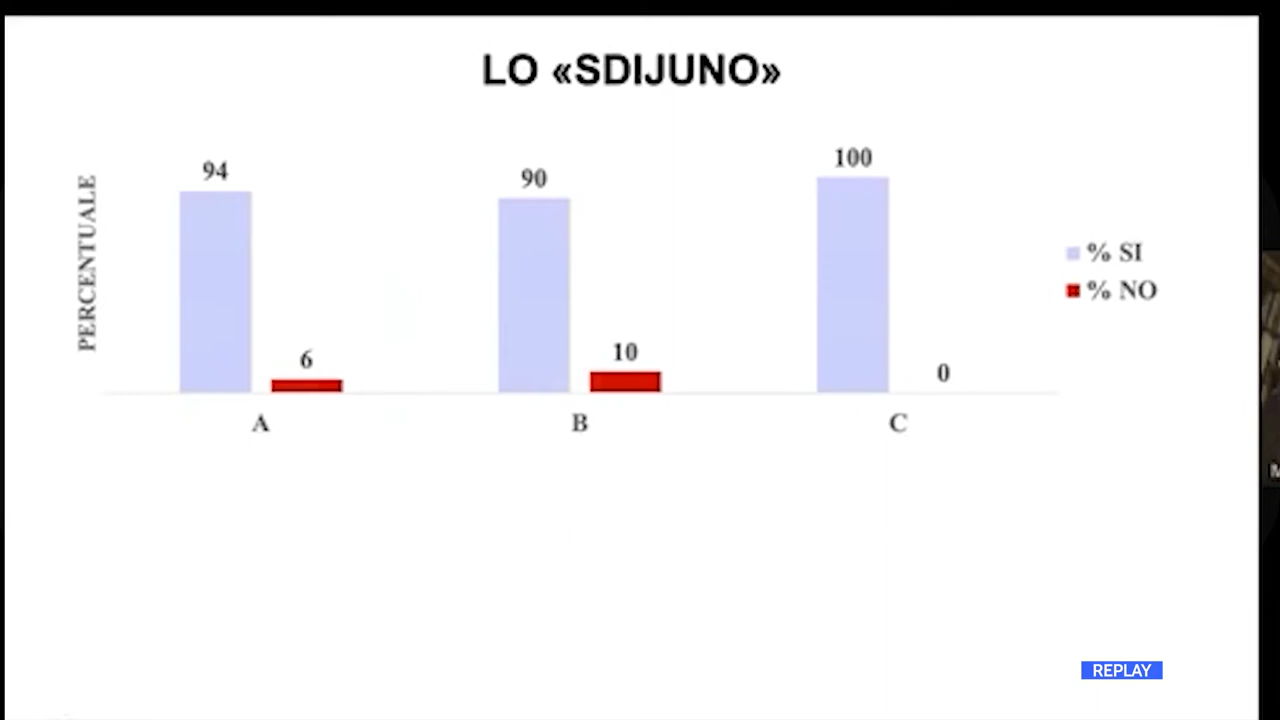 LO «SDIJUNO»
PERCENTUALE
94
6
90
10
100
0
% SI
% NO
A
B
C
M
REPLAY